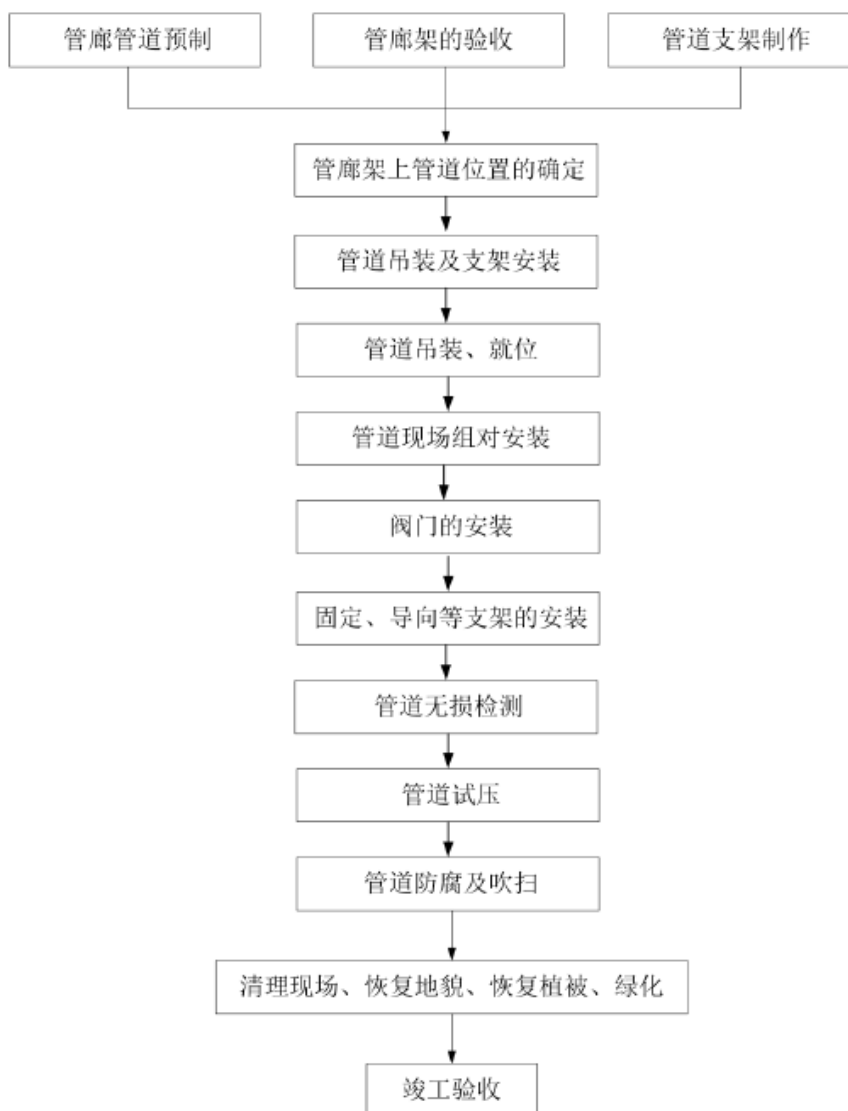 管廊管道预制
管廊架的验收
管道支架制作
管廊架上管道位置的确定
管道吊装及支架安装
管道吊装、就位
管道现场组对安装
阀门的安装
固定、导向等支架的安装
管道无损检测
管道试压
管道防腐及吹扫
清理现场、恢复地貌、恢复植被、绿化
竣工验收